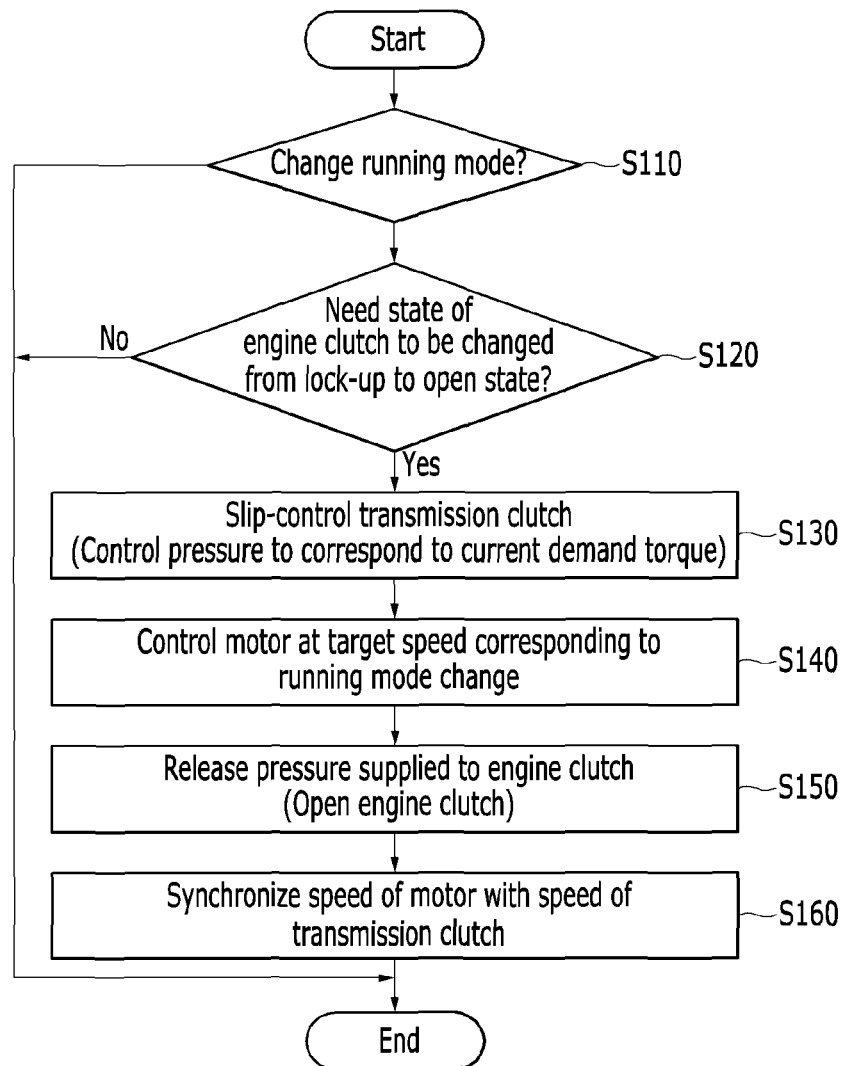 Start
Change running mode?
S110
Need state of
engine clutch to be changed
from lock-up to open state?
S120
No
Yes
Slip-control transmission clutch
(Control pressure to correspond to current demand torque)
S130
Control motor at target speed corresponding to
running mode change
S140
Release pressure supplied to engine clutch
(Open engine clutch)
S150
Synchronize speed of motor with speed of
transmission clutch
S160
End